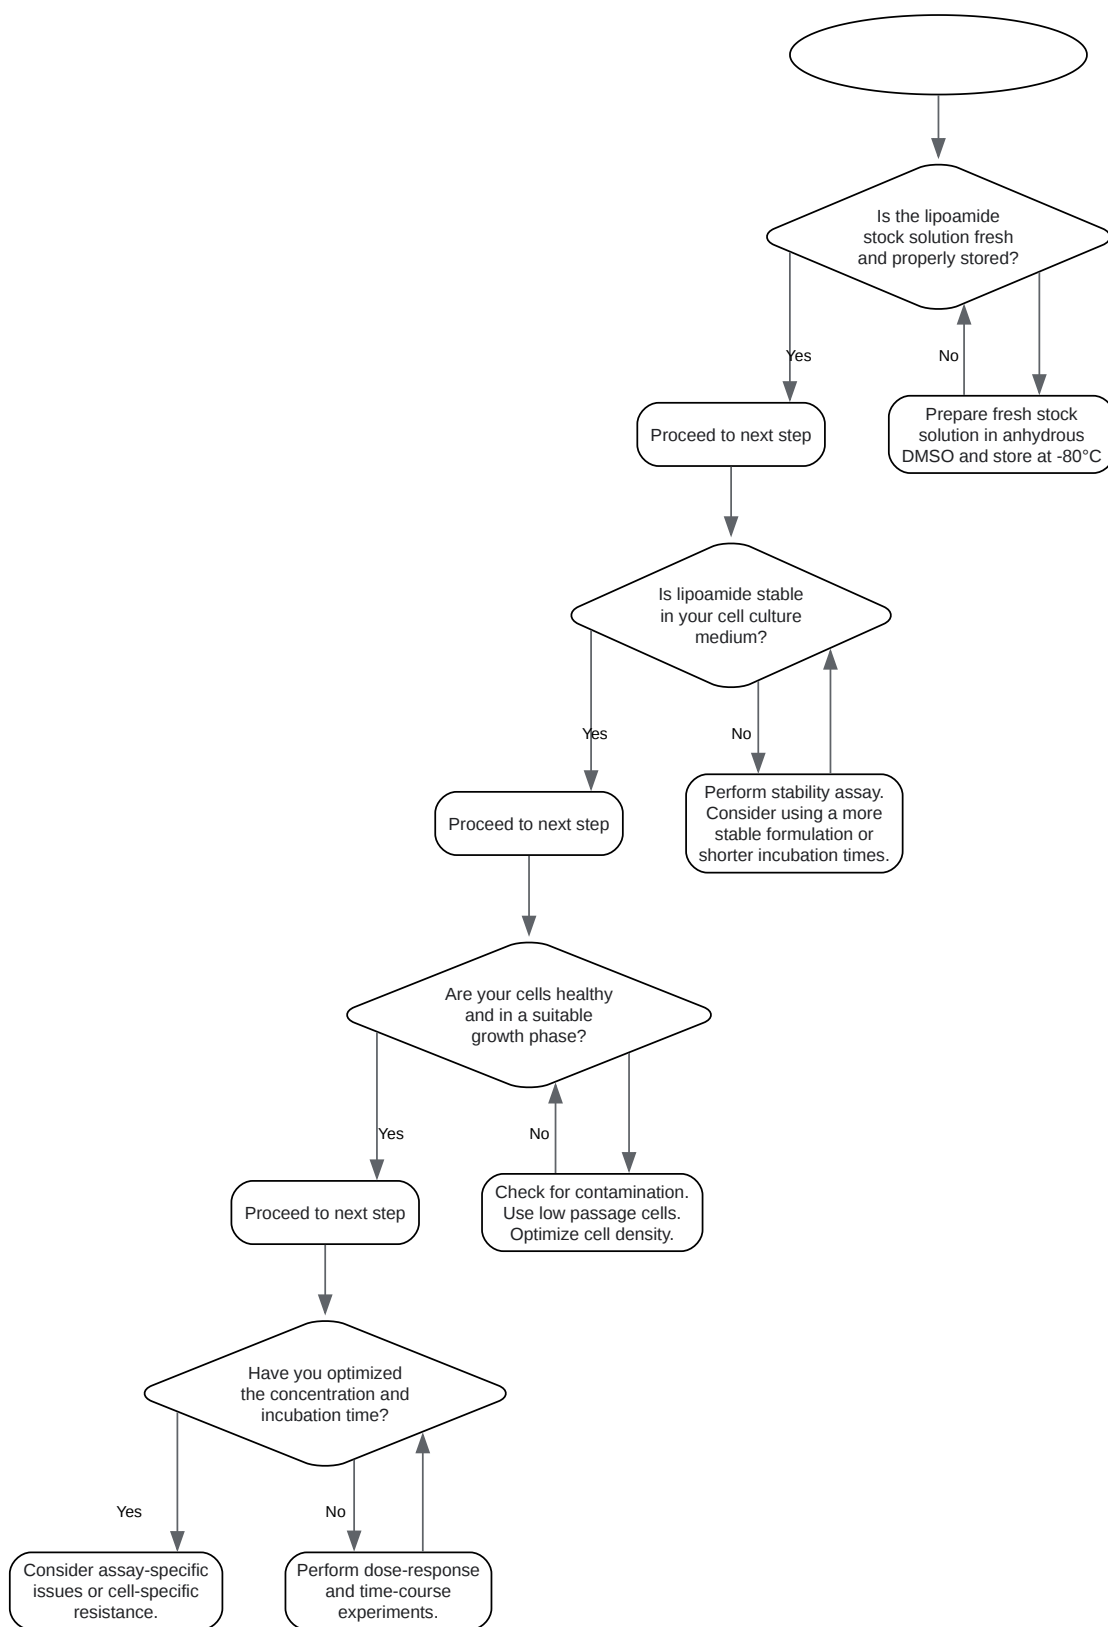 Is the lipoamide
stock solution fresh
and properly stored?
Yes
No
Proceed to next step
Prepare fresh stock
solution in anhydrous
DMSO and store at -80°C
Is lipoamide stable
in your cell culture
medium?
Yes
No
Proceed to next step
Perform stability assay.
Consider using a more
stable formulation or
shorter incubation times.
Are your cells healthy
and in a suitable
growth phase?
Yes
No
Proceed to next step
Check for contamination.
Use low passage cells.
Optimize cell density.
Have you optimized
the concentration and
incubation time?
Yes
No
Consider assay-specific
issues or cell-specific
resistance.
Perform dose-response
and time-course
experiments.